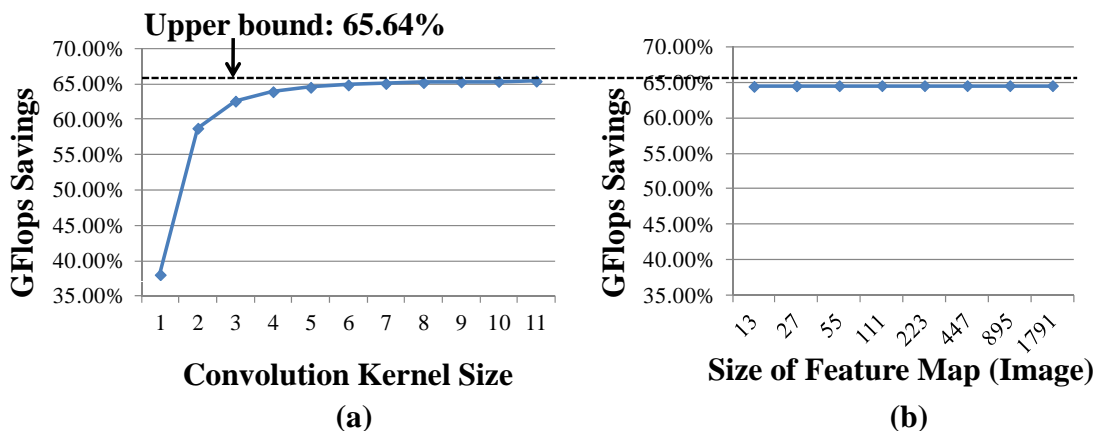 Upper bound: 65.64%
GFlops Savings
70.00%
65.00%
60.00%
55.00%
50.00%
45.00%
40.00%
35.00%
1 2 3 4 5 6 7 8 9 10 11
Convolution Kernel Size
(a)
GFlops Savings
70.00%
65.00%
60.00%
55.00%
50.00%
45.00%
40.00%
35.00%
13 27 55 111 223 447 895 1791
Size of Feature Map (Image)
(b)